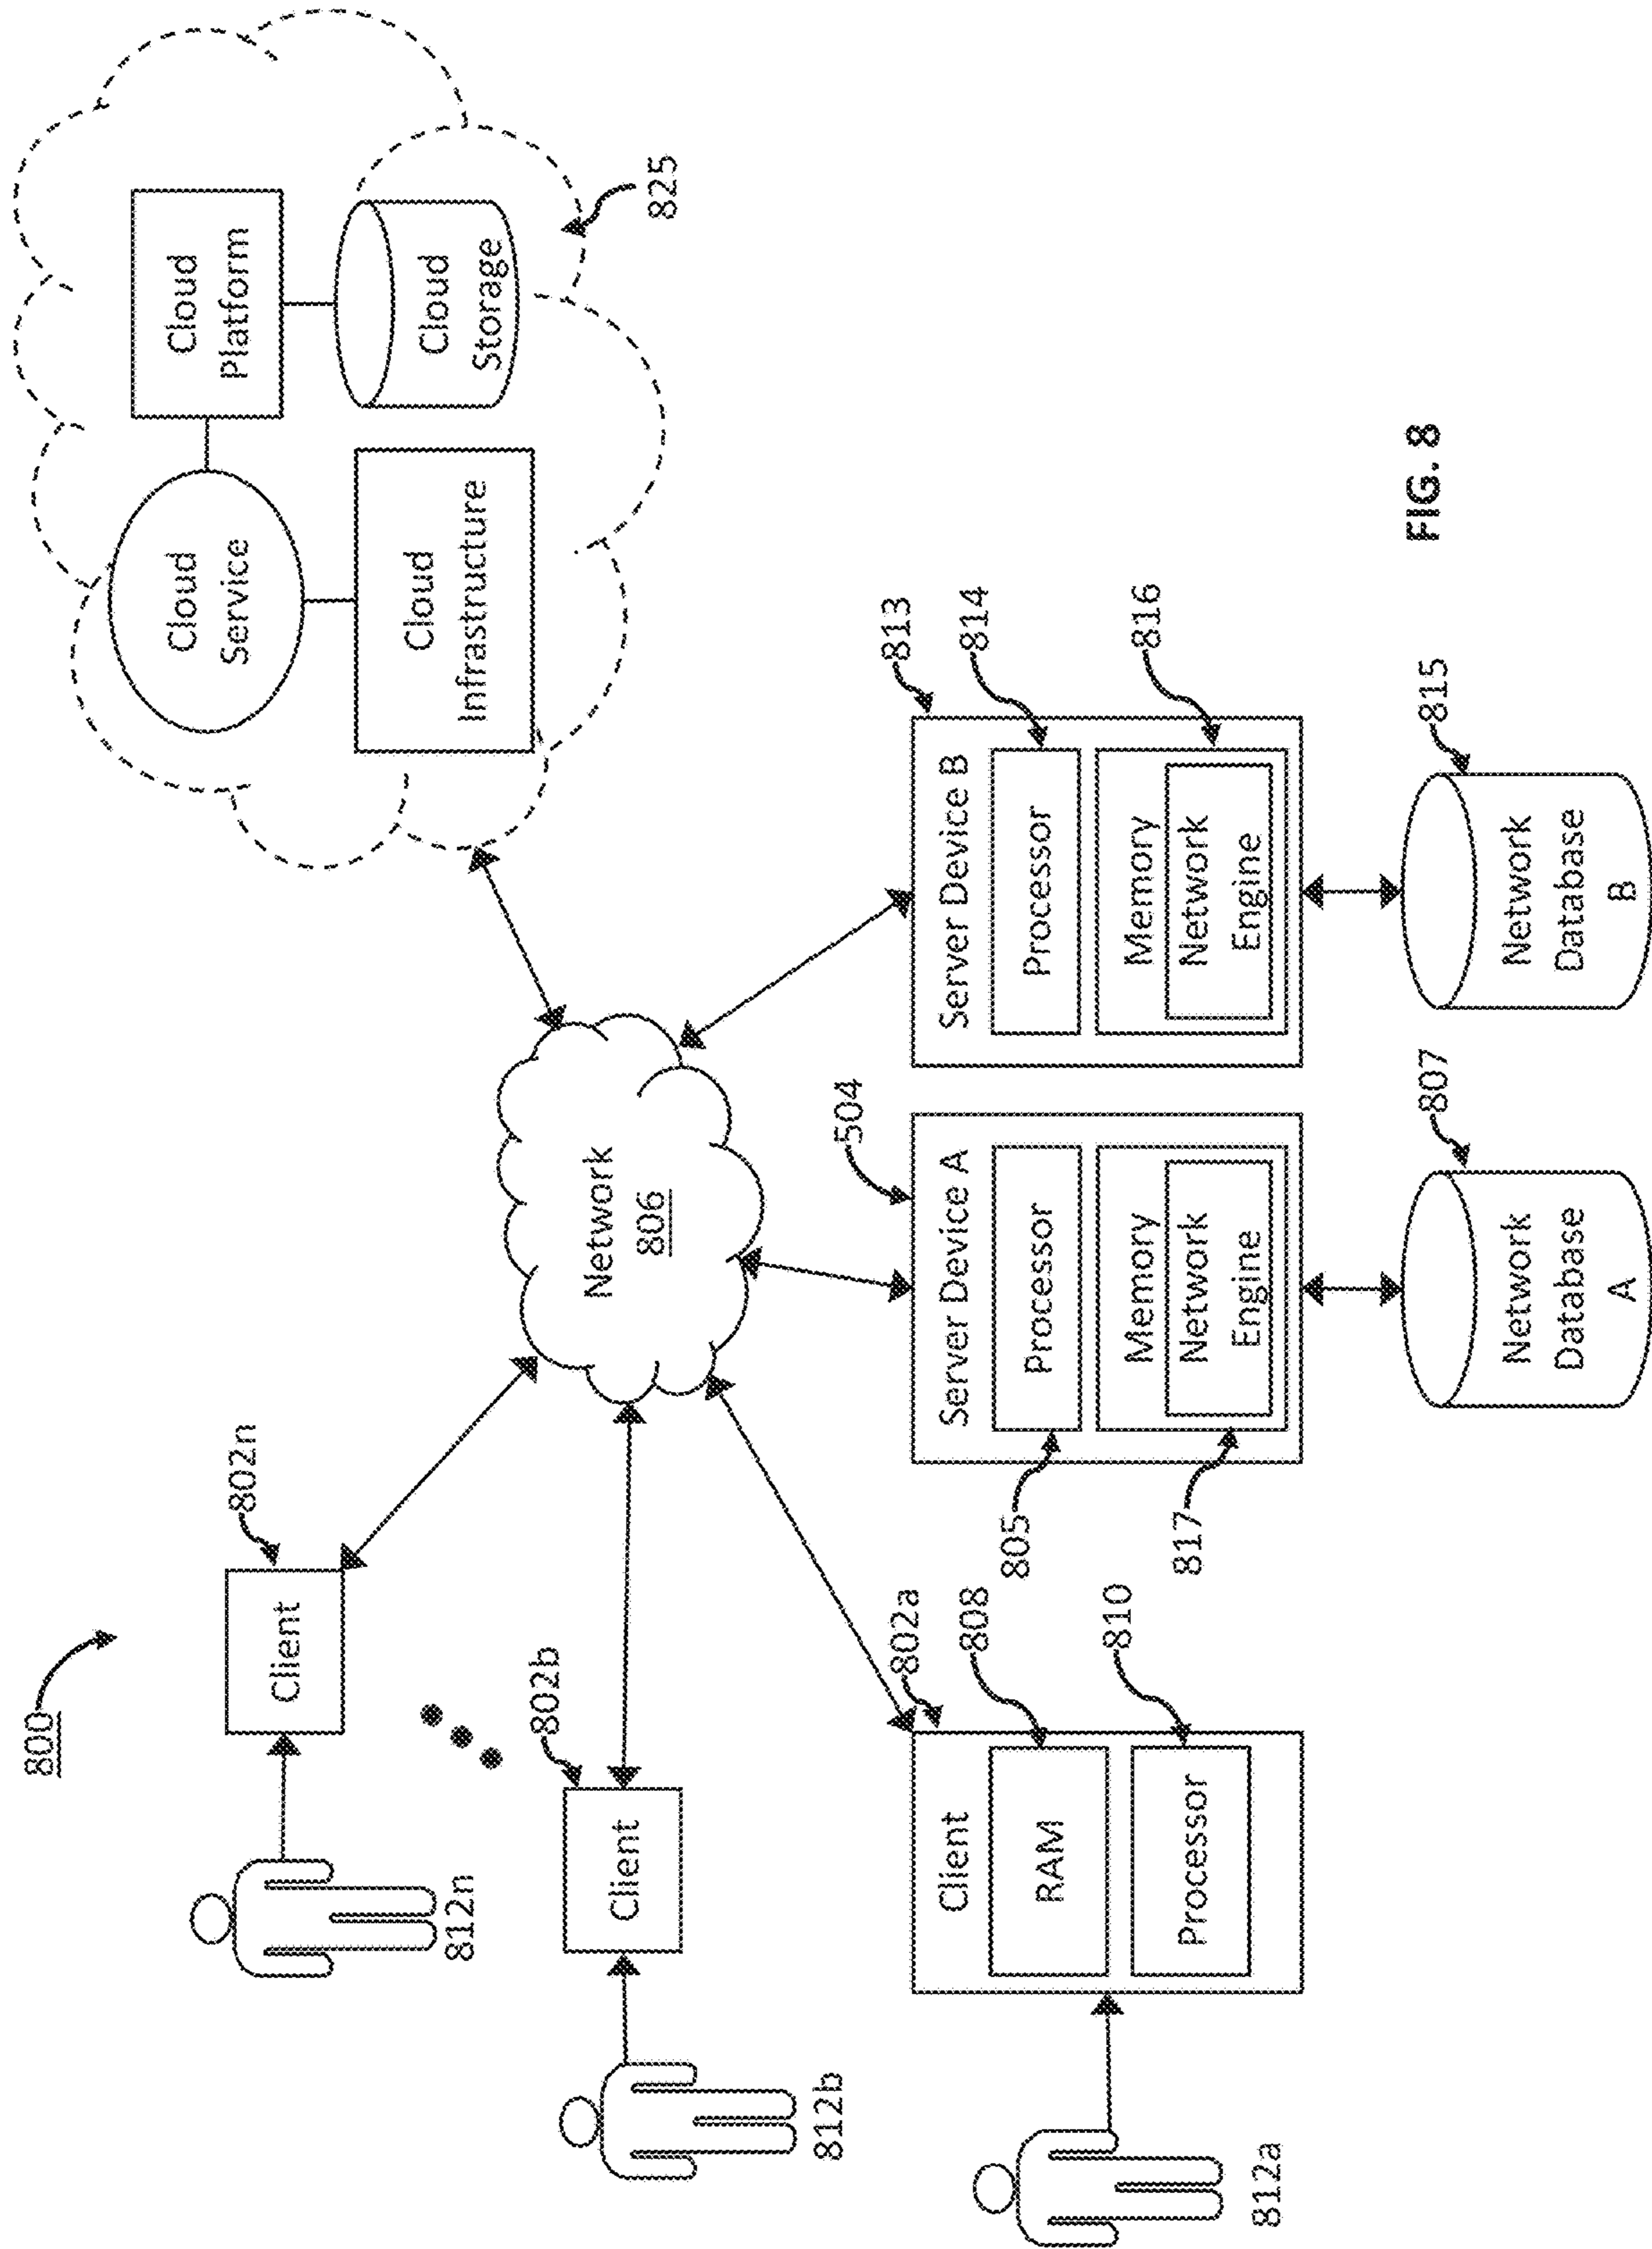 800
812n
Client
802n
812b
Client
802b
812a
Client
RAM
Processor
802a
808
810
Network
806
Cloud
Service
Cloud
Platform
Cloud
Infrastructure
Cloud
Storage
825
Server Device A
Processor
Memory
Network
Engine
504
805
817
Network
Database
A
807
Server Device B
Processor
Memory
Network
Engine
813
814
816
Network
Database
B
815
FIG. 8